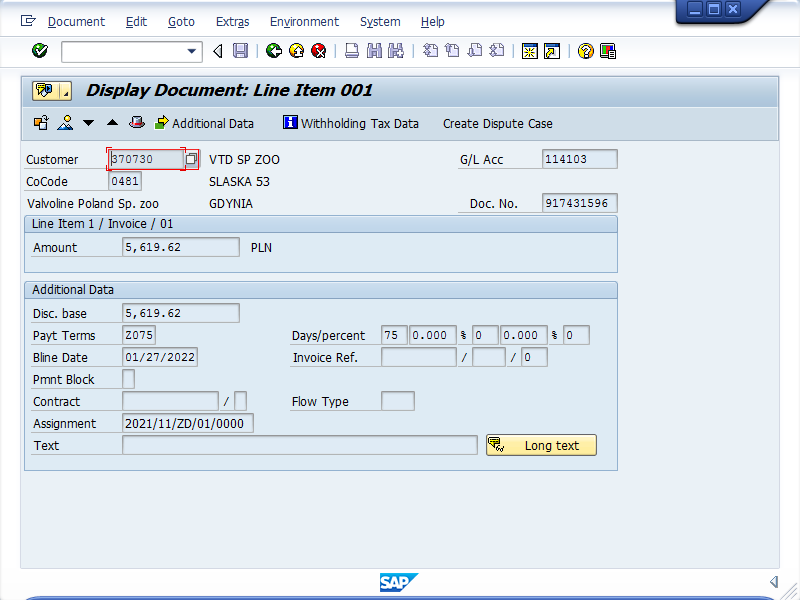 Document Edit Goto Extras Environment System Help
Display Document: Line Item 001
Additional Data Withholding Tax Data Create Dispute Case
Customer 370730 VTD SP ZOO G/L Acc 114103
CoCode 0481 SLASKA 53
Valvoline Poland Sp. zoo GDYNIA Doc. No. 917431596
Line Item 1 / Invoice / 01
Amount 5,619.62 PLN
Additional Data
Disc. base 5,619.62
Payt Terms Z075 Days/percent 75 0.000 % 0 0.000 % 0
Bline Date 01/27/2022 Invoice Ref. / / 0
Pmnt Block
Contract / Flow Type
Assignment 2021/11/ZD/01/0000
Text Long text
SAP